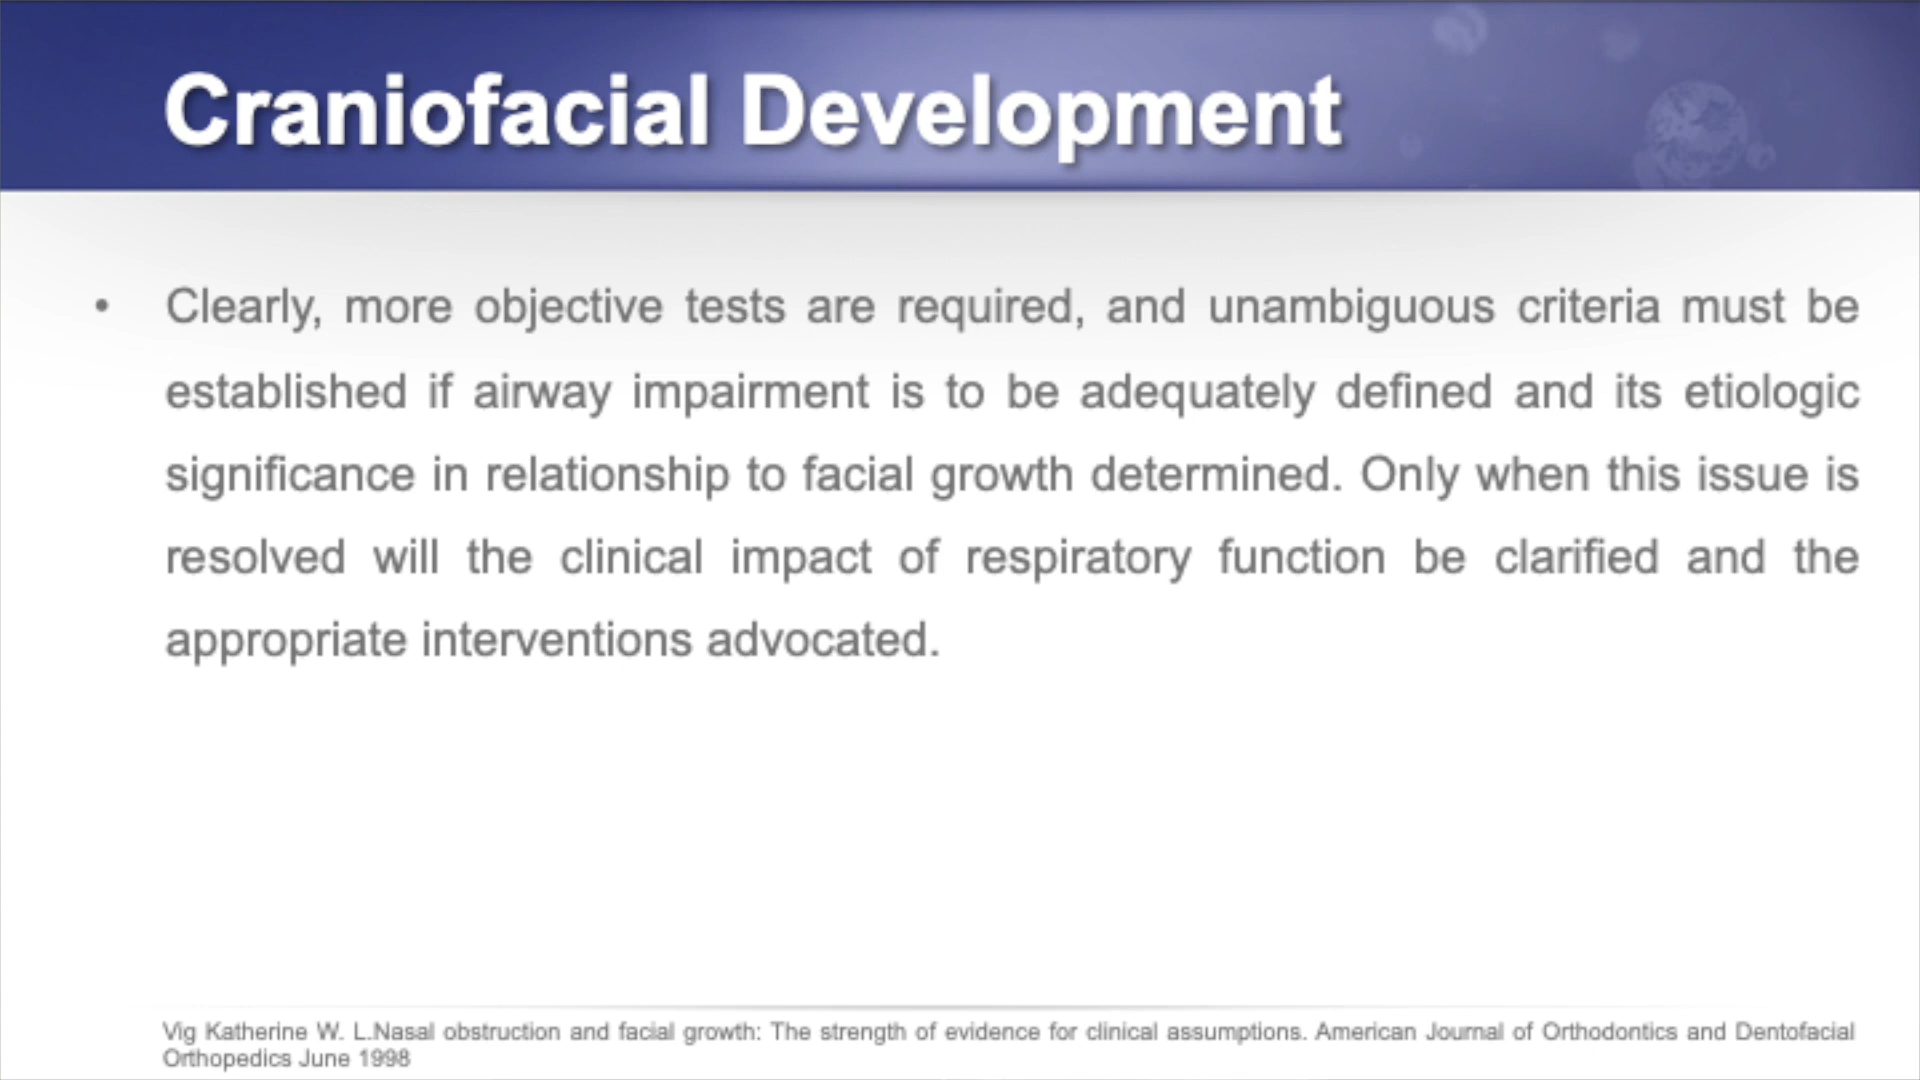 Craniofacial Development
• Clearly, more objective tests are required, and unambiguous criteria must be
established if airway impairment is to be adequately defined and its etiologic
significance in relationship to facial growth determined. Only when this issue is
resolved will the clinical impact of respiratory function be clarified and the
appropriate interventions advocated.
Vig Katherine W. L.Nasal obstruction and facial growth: The strength of evidence for clinical assumptions. American Journal of Orthodontics and Dentofacial
Orthopedics June 1998